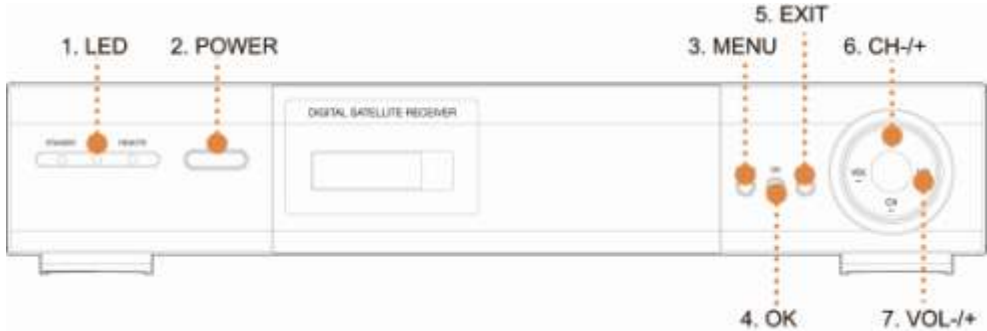 5. EXIT
1. LED
2. POWER
3. MENU
6. CH-/+
DIGITAL SATELLITE RECEIVER
STANDBY
REMOTE
OK
VOL
-
CH
-
4. OK
7. VOL-/+